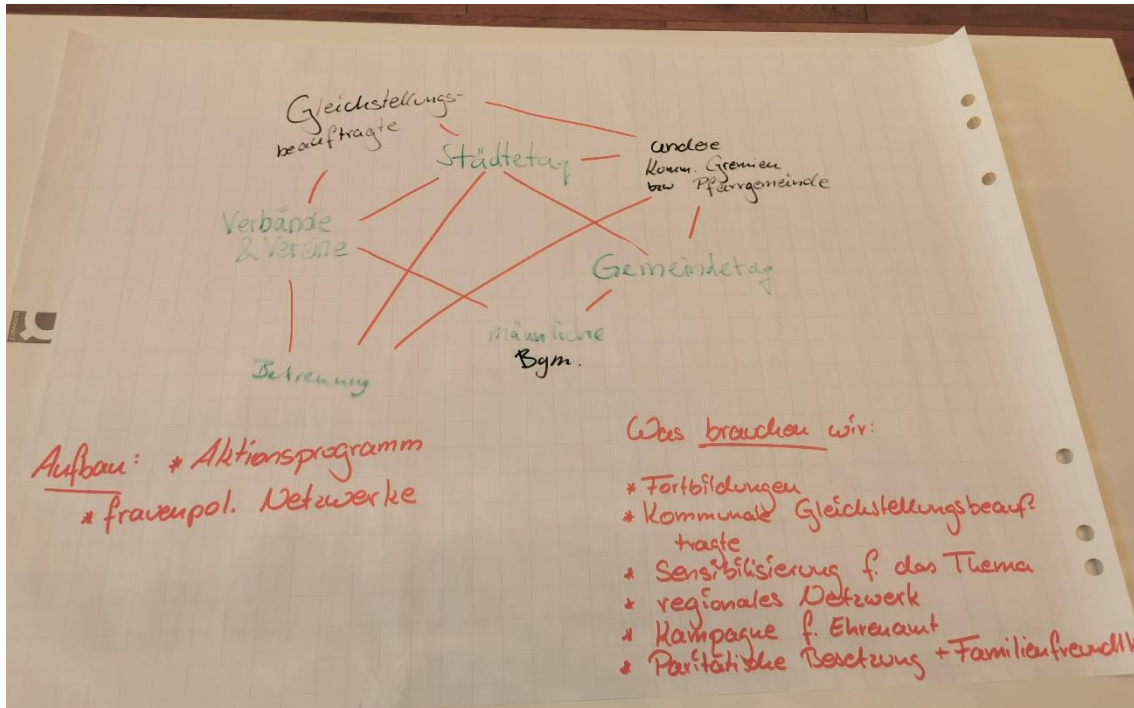 Gleichstellungs-
beauftragte
Städtetag
andere
Komm. Gremien
bzw Pfarrgemeinde
Verbände
& Vereine
Gemeindetag
männliche
Bgm.
Betreuung
Aufbau: * Aktionsprogramm
* frauenpol. Netzwerke
Was brauchen wir:
* Fortbildungen
* Kommunale Gleichstellungsbeauf=
tragte
* Sensibilisierung f. das Thema
* regionales Netzwerk
* Kampagne f. Ehrenamt
* Paritätische Besetzung + Familienfreundl